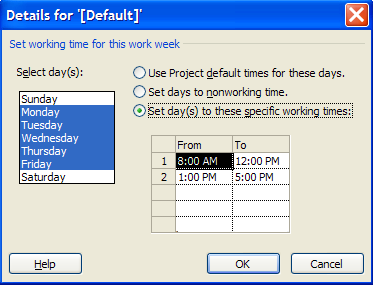 Details for '[Default]'
Set working time for this work week
Select day(s):
Sunday
Monday
Tuesday
Wednesday
Thursday
Friday
Saturday
Use Project default times for these days.
Set days to nonworking time.
Set day(s) to these specific working times:
From To
1 8:00 AM 12:00 PM
2 1:00 PM 5:00 PM
Help OK Cancel